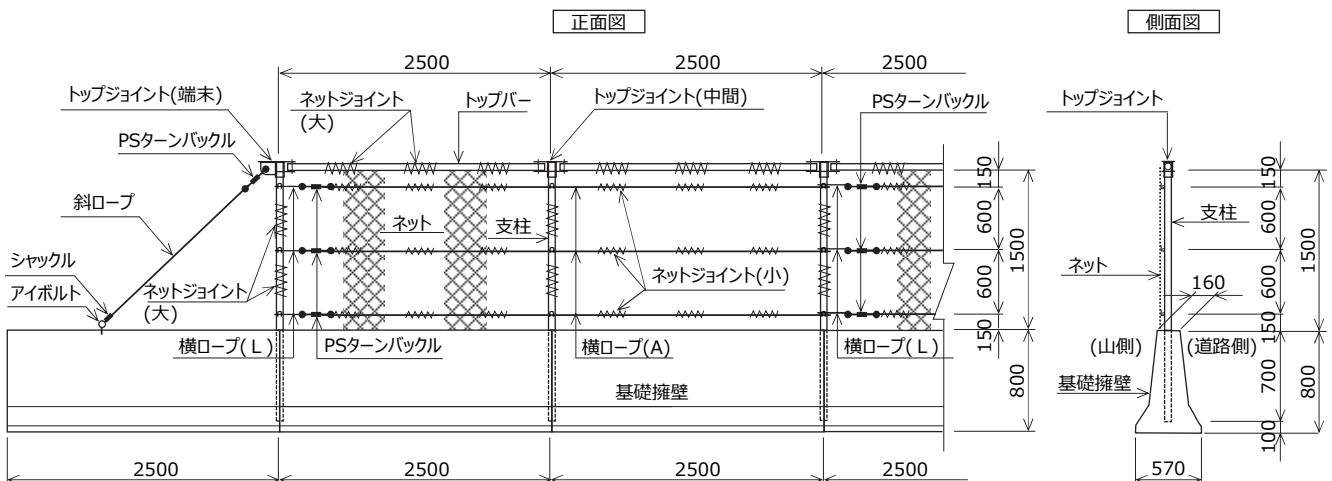 正面図
側面図
2500
2500
2500
トップジョイント(端末)
ネットジョイント
(大)
トップバー
トップジョイント(中間)
PSターンバックル
トップジョイント
PSターンバックル
斜ロープ
ネット
支柱
シャックル
アイボルト
ネットジョイント
(大)
ネットジョイント(小)
横ロープ(L)
PSターンバックル
横ロープ(A)
横ロープ(L)
基礎擁壁
150
600
600
150
1500
800
2500
2500
2500
2500
支柱
ネット
160
(山側)
(道路側)
基礎擁壁
150
600
600
150
700
100
1500
800
570